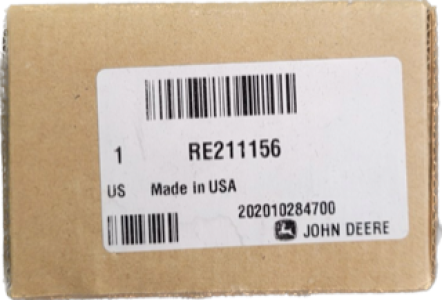 1 RE211156
US Made in USA
202010284700
JOHN DEERE